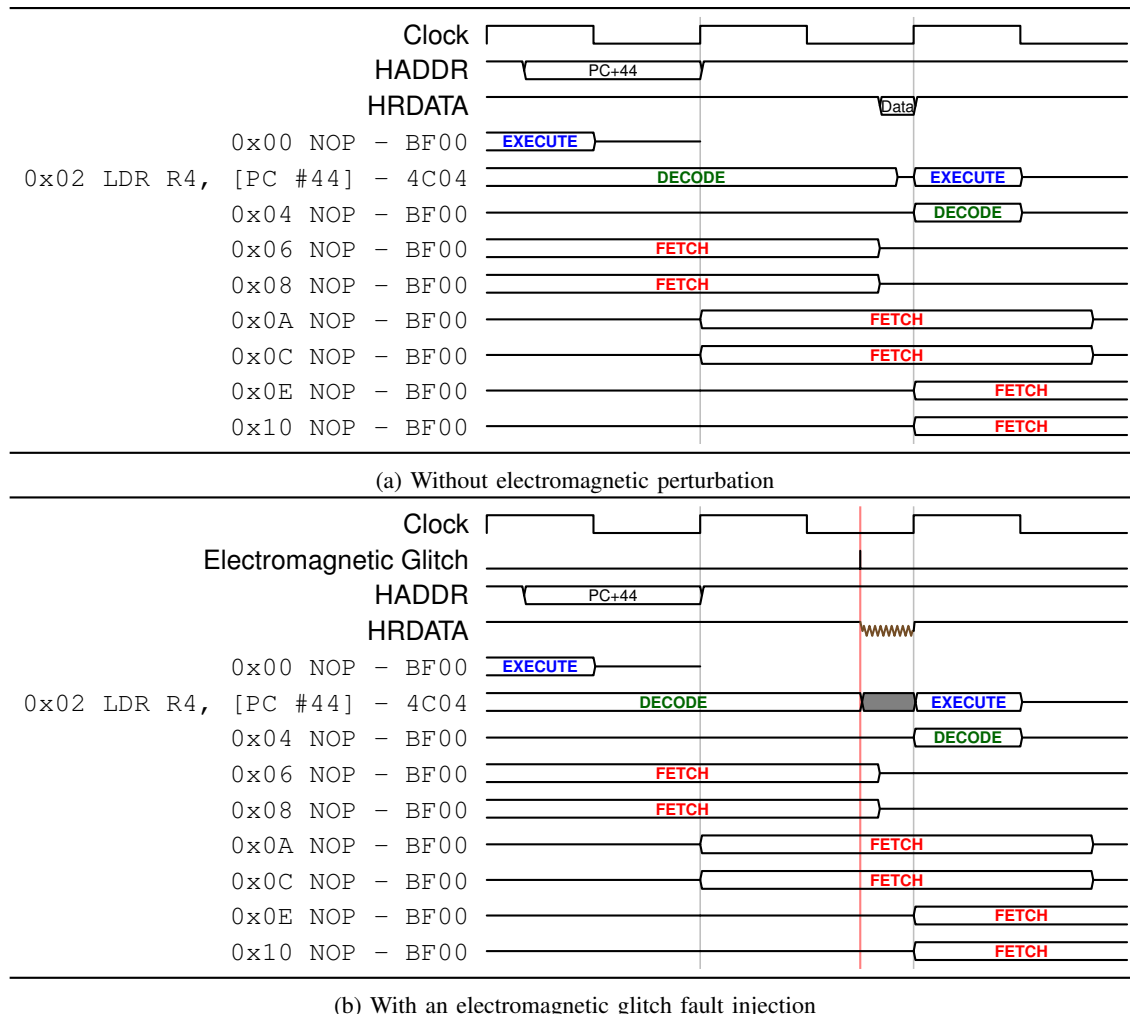 Clock
HADDR PC+44
HRDATA Data
0x00 NOP – BF00 EXECUTE
0x02 LDR R4, [PC #44] – 4C04 DECODE EXECUTE
0x04 NOP – BF00 DECODE
0x06 NOP – BF00 FETCH
0x08 NOP – BF00 FETCH
0x0A NOP – BF00 FETCH
0x0C NOP – BF00 FETCH
0x0E NOP – BF00 FETCH
0x10 NOP – BF00 FETCH
(a) Without electromagnetic perturbation
Clock
Electromagnetic Glitch
HADDR PC+44
HRDATA
0x00 NOP – BF00 EXECUTE
0x02 LDR R4, [PC #44] – 4C04 DECODE EXECUTE
0x04 NOP – BF00 DECODE
0x06 NOP – BF00 FETCH
0x08 NOP – BF00 FETCH
0x0A NOP – BF00 FETCH
0x0C NOP – BF00 FETCH
0x0E NOP – BF00 FETCH
0x10 NOP – BF00 FETCH
(b) With an electromagnetic glitch fault injection